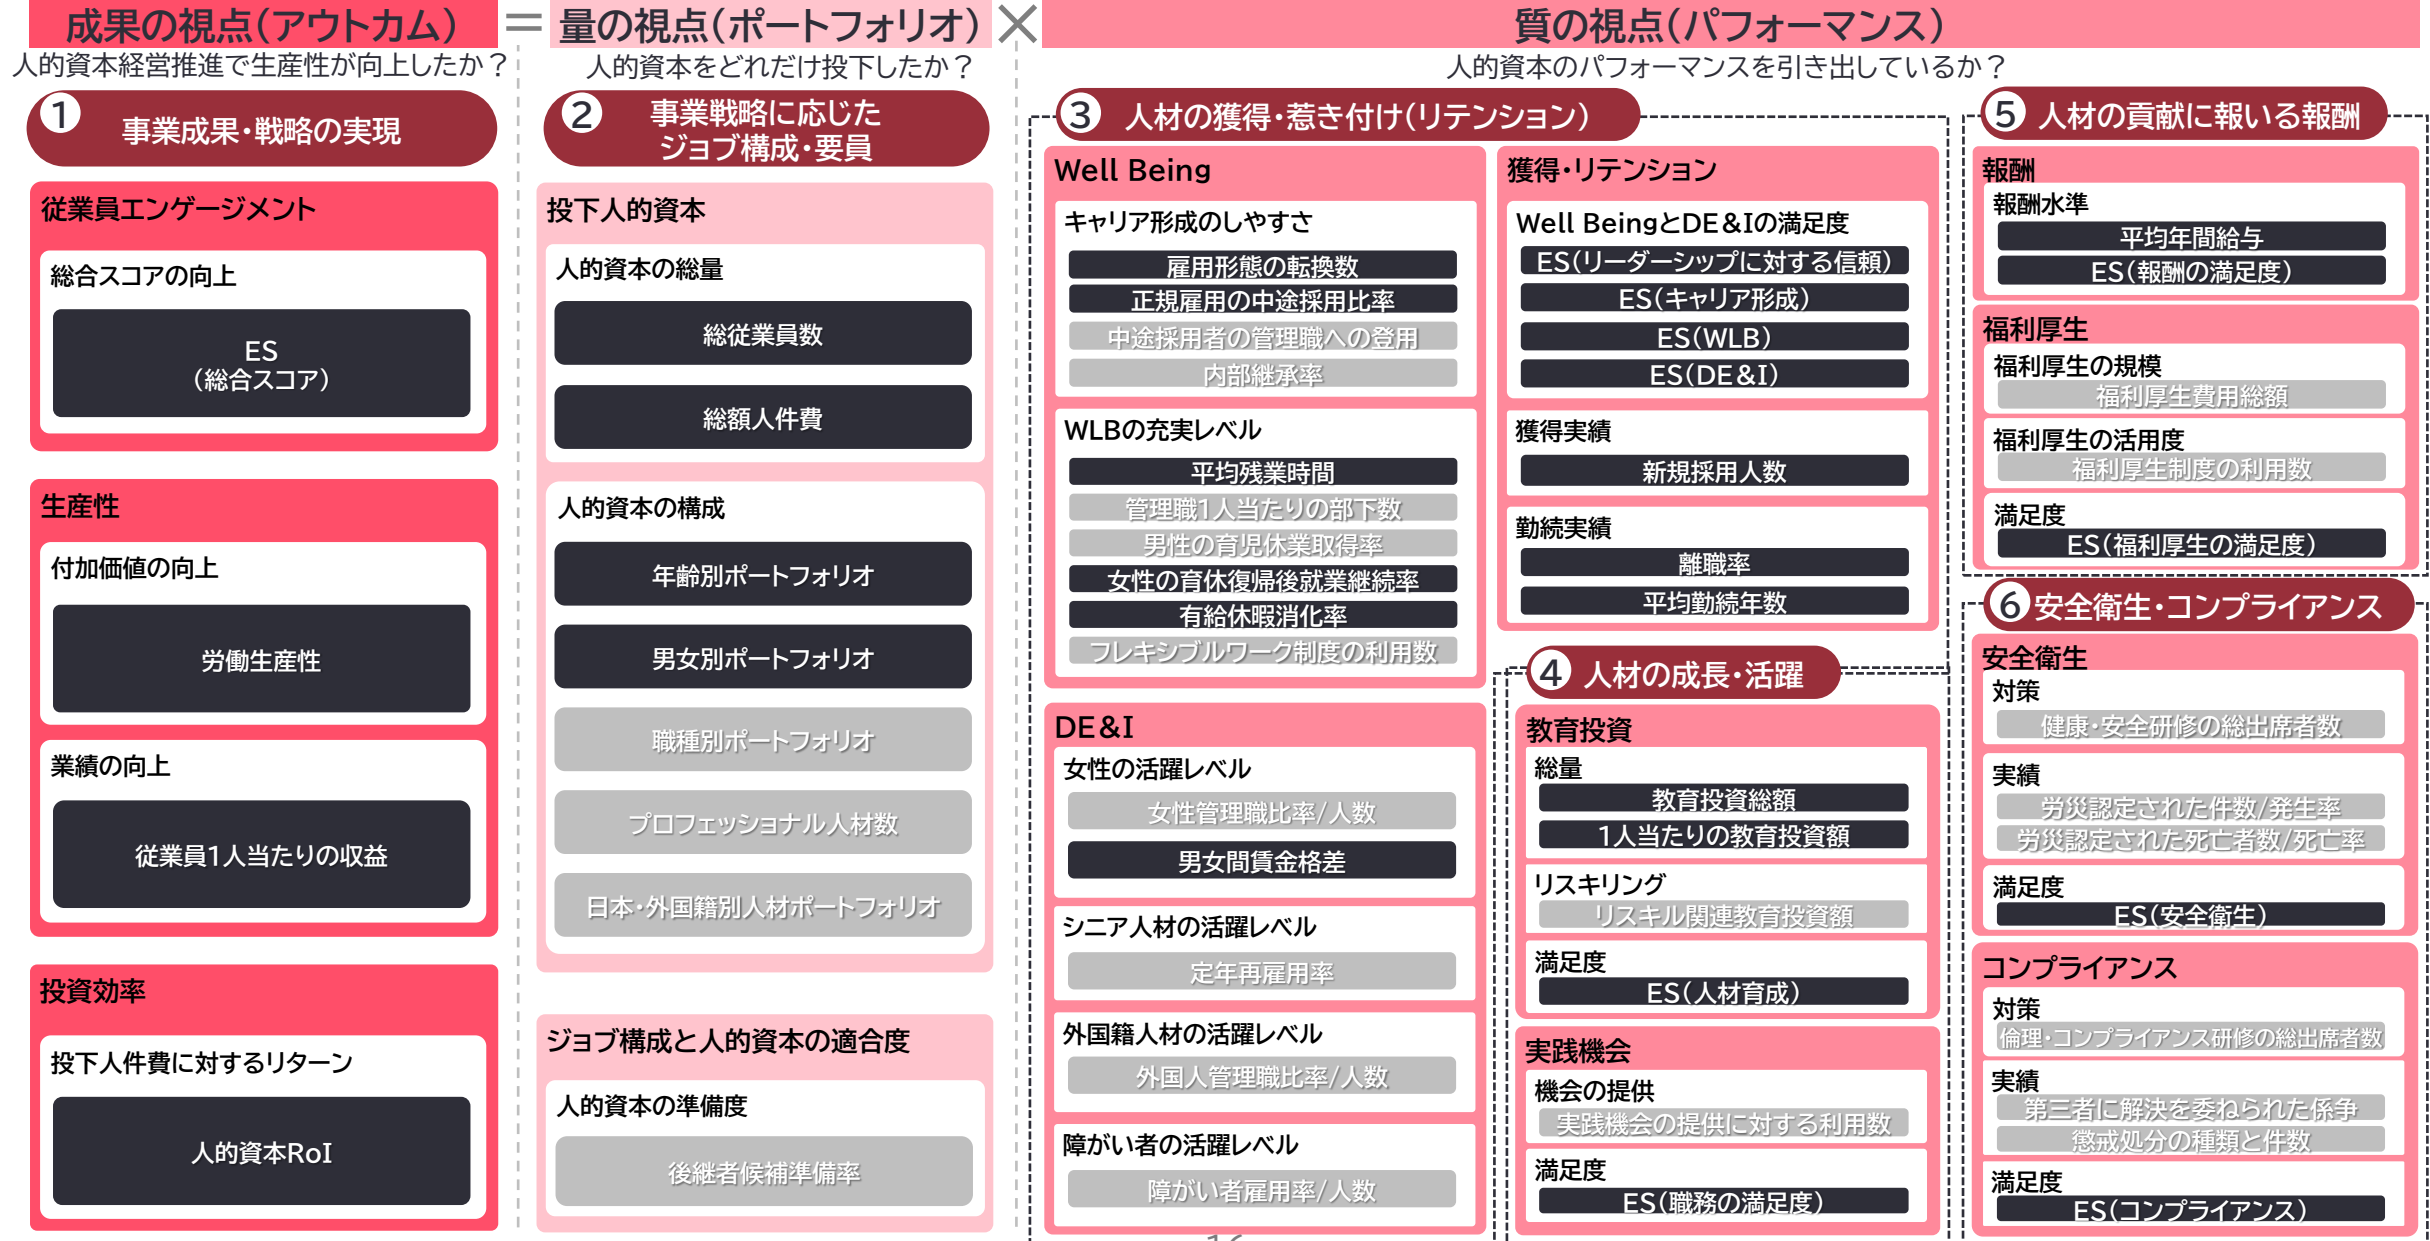 成果の視点(アウトカム)
＝
量の視点(ポートフォリオ)
×
質の視点(パフォーマンス)
人的資本経営推進で生産性が向上したか？
人的資本をどれだけ投下したか？
人的資本のパフォーマンスを引き出しているか？
1 事業成果・戦略の実現
従業員エンゲージメント
総合スコアの向上
ES
(総合スコア)
生産性
付加価値の向上
労働生産性
業績の向上
従業員1人当たりの収益
投資効率
投下人件費に対するリターン
人的資本RoI
2 事業戦略に応じた
ジョブ構成・要員
投下人的資本
人的資本の総量
総従業員数
総額人件費
人的資本の構成
年齢別ポートフォリオ
男女別ポートフォリオ
職種別ポートフォリオ
プロフェッショナル人材数
日本・外国籍別人材ポートフォリオ
ジョブ構成と人的資本の適合度
人的資本の準備度
後継者候補準備率
3 人材の獲得・惹き付け(リテンション)
Well Being
キャリア形成のしやすさ
雇用形態の転換数
正規雇用の中途採用比率
中途採用者の管理職への登用
内部継承率
WLBの充実レベル
平均残業時間
管理職1人当たりの部下数
男性の育児休業取得率
女性の育休復帰後就業継続率
有給休暇消化率
フレキシブルワーク制度の利用数
DE&I
女性の活躍レベル
女性管理職比率/人数
男女間賃金格差
シニア人材の活躍レベル
定年再雇用率
外国籍人材の活躍レベル
外国人管理職比率/人数
障がい者の活躍レベル
障がい者雇用率/人数
獲得・リテンション
Well BeingとDE&Iの満足度
ES(リーダーシップに対する信頼)
ES(キャリア形成)
ES(WLB)
ES(DE&I)
獲得実績
新規採用人数
勤続実績
離職率
平均勤続年数
4 人材の成長・活躍
教育投資
総量
教育投資総額
1人当たりの教育投資額
リスキリング
リスキル関連教育投資額
満足度
ES(人材育成)
実践機会
機会の提供
実践機会の提供に対する利用数
満足度
ES(職務の満足度)
5 人材の貢献に報いる報酬
報酬
報酬水準
平均年間給与
ES(報酬の満足度)
福利厚生
福利厚生の規模
福利厚生費用総額
福利厚生の活用度
福利厚生制度の利用数
満足度
ES(福利厚生の満足度)
6 安全衛生・コンプライアンス
安全衛生
対策
健康・安全研修の総出席者数
実績
労災認定された件数/発生率
労災認定された死亡者数/死亡率
満足度
ES(安全衛生)
コンプライアンス
対策
倫理・コンプライアンス研修の総出席者数
実績
第三者に解決を委ねられた係争
懲戒処分の種類と件数
満足度
ES(コンプライアンス)